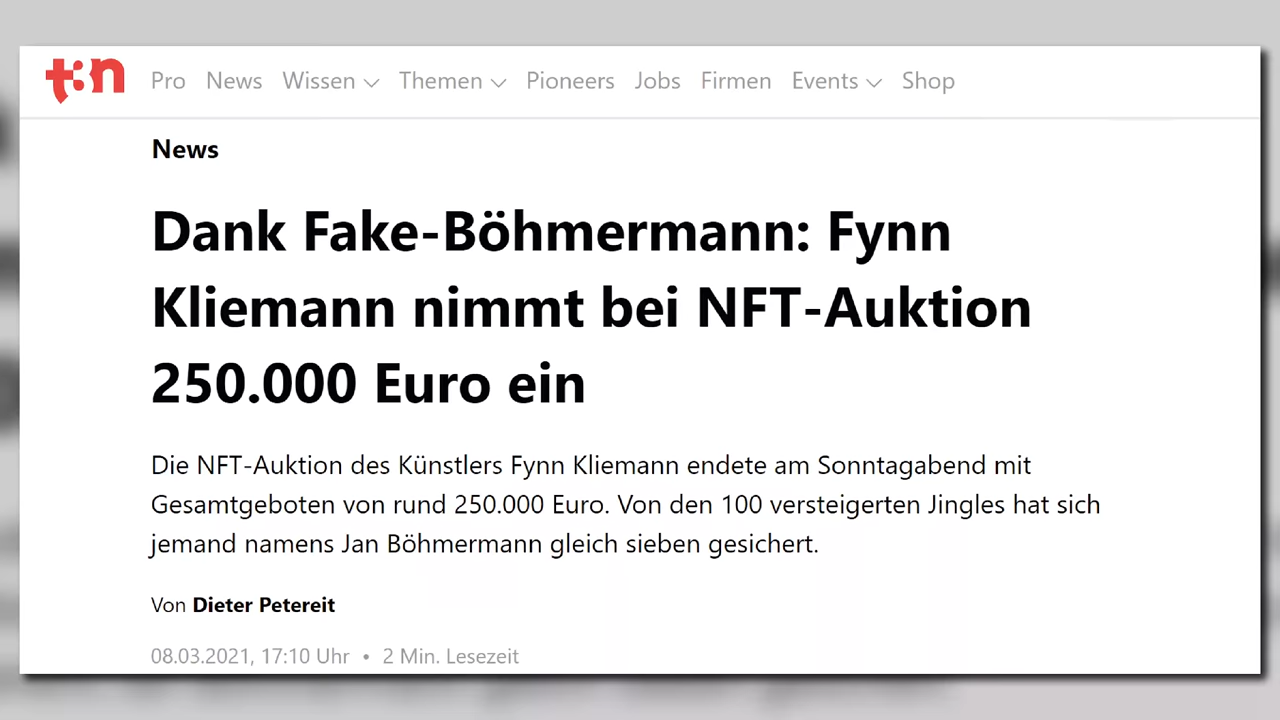 t3n Pro News Wissen Themen Pioneers Jobs Firmen Events Shop
News
Dank Fake-Böhmermann: Fynn
Kliemann nimmt bei NFT-Auktion
250.000 Euro ein
Die NFT-Auktion des Künstlers Fynn Kliemann endete am Sonntagabend mit
Gesamtgeboten von rund 250.000 Euro. Von den 100 versteigerten Jingles hat sich
jemand namens Jan Böhmermann gleich sieben gesichert.
Von Dieter Petereit
08.03.2021, 17:10 Uhr • 2 Min. Lesezeit